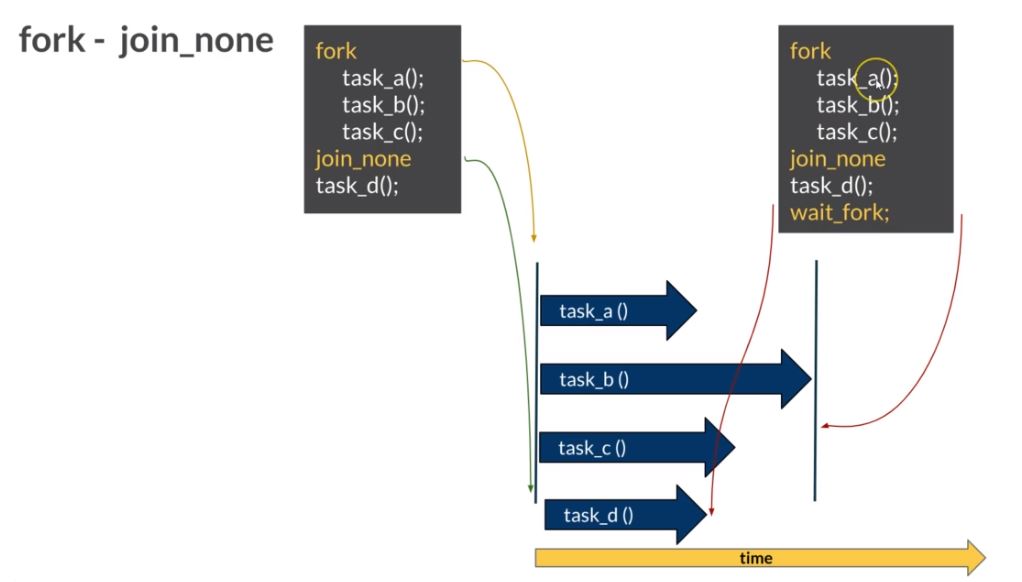 fork - join_none
fork
task_a();
task_b();
task_c();
join_none
task_d();
fork
task_a();
task_b();
task_c();
join_none
task_d();
wait_fork;
task_a ()
task_b ()
task_c ()
task_d ()
time